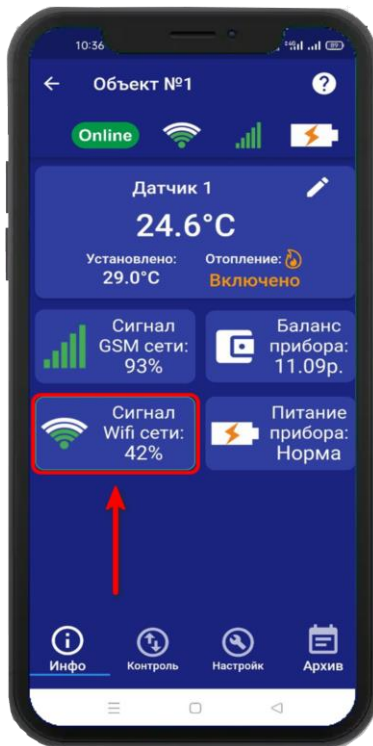 10:36
Объект №1
?
Online
Датчик 1
24.6°C
Установлено:
29.0°C
Отопление:
Включено
Сигнал
GSM сети:
93%
Баланс
прибора:
11.09р.
Сигнал
Wifi сети:
42%
Питание
прибора:
Норма
Инфо
Контроль
Настройк
Архив